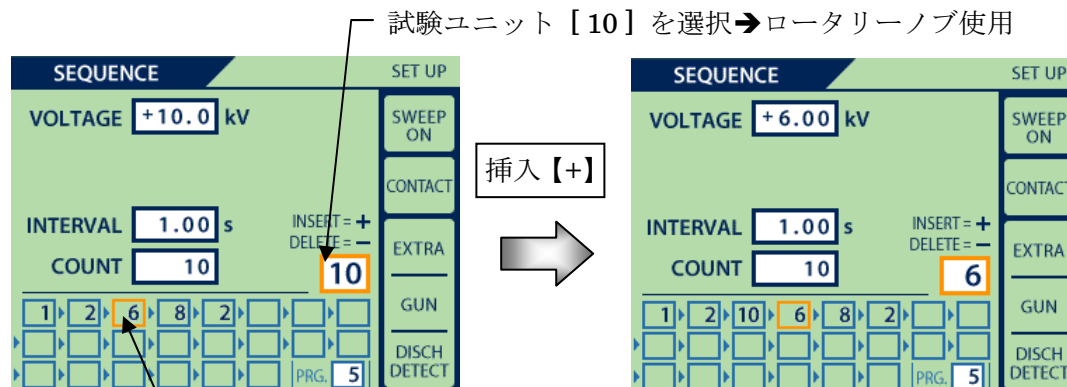 試験ユニット［10］を選択➔ロータリーノブ使用
SEQUENCE
SET UP
VOLTAGE +10.0 kV
SWEEP ON
CONTACT
INTERVAL 1.00 s
INSERT = +
DELETE = −
COUNT 10
10
EXTRA
1 2 6 8 2
GUN
PRG. 5
DISCH DETECT
挿入【+】
SEQUENCE
SET UP
VOLTAGE +6.00 kV
SWEEP ON
CONTACT
INTERVAL 1.00 s
INSERT = +
DELETE = −
COUNT 10
6
EXTRA
1 2 10 6 8 2
GUN
PRG. 5
DISCH DETECT